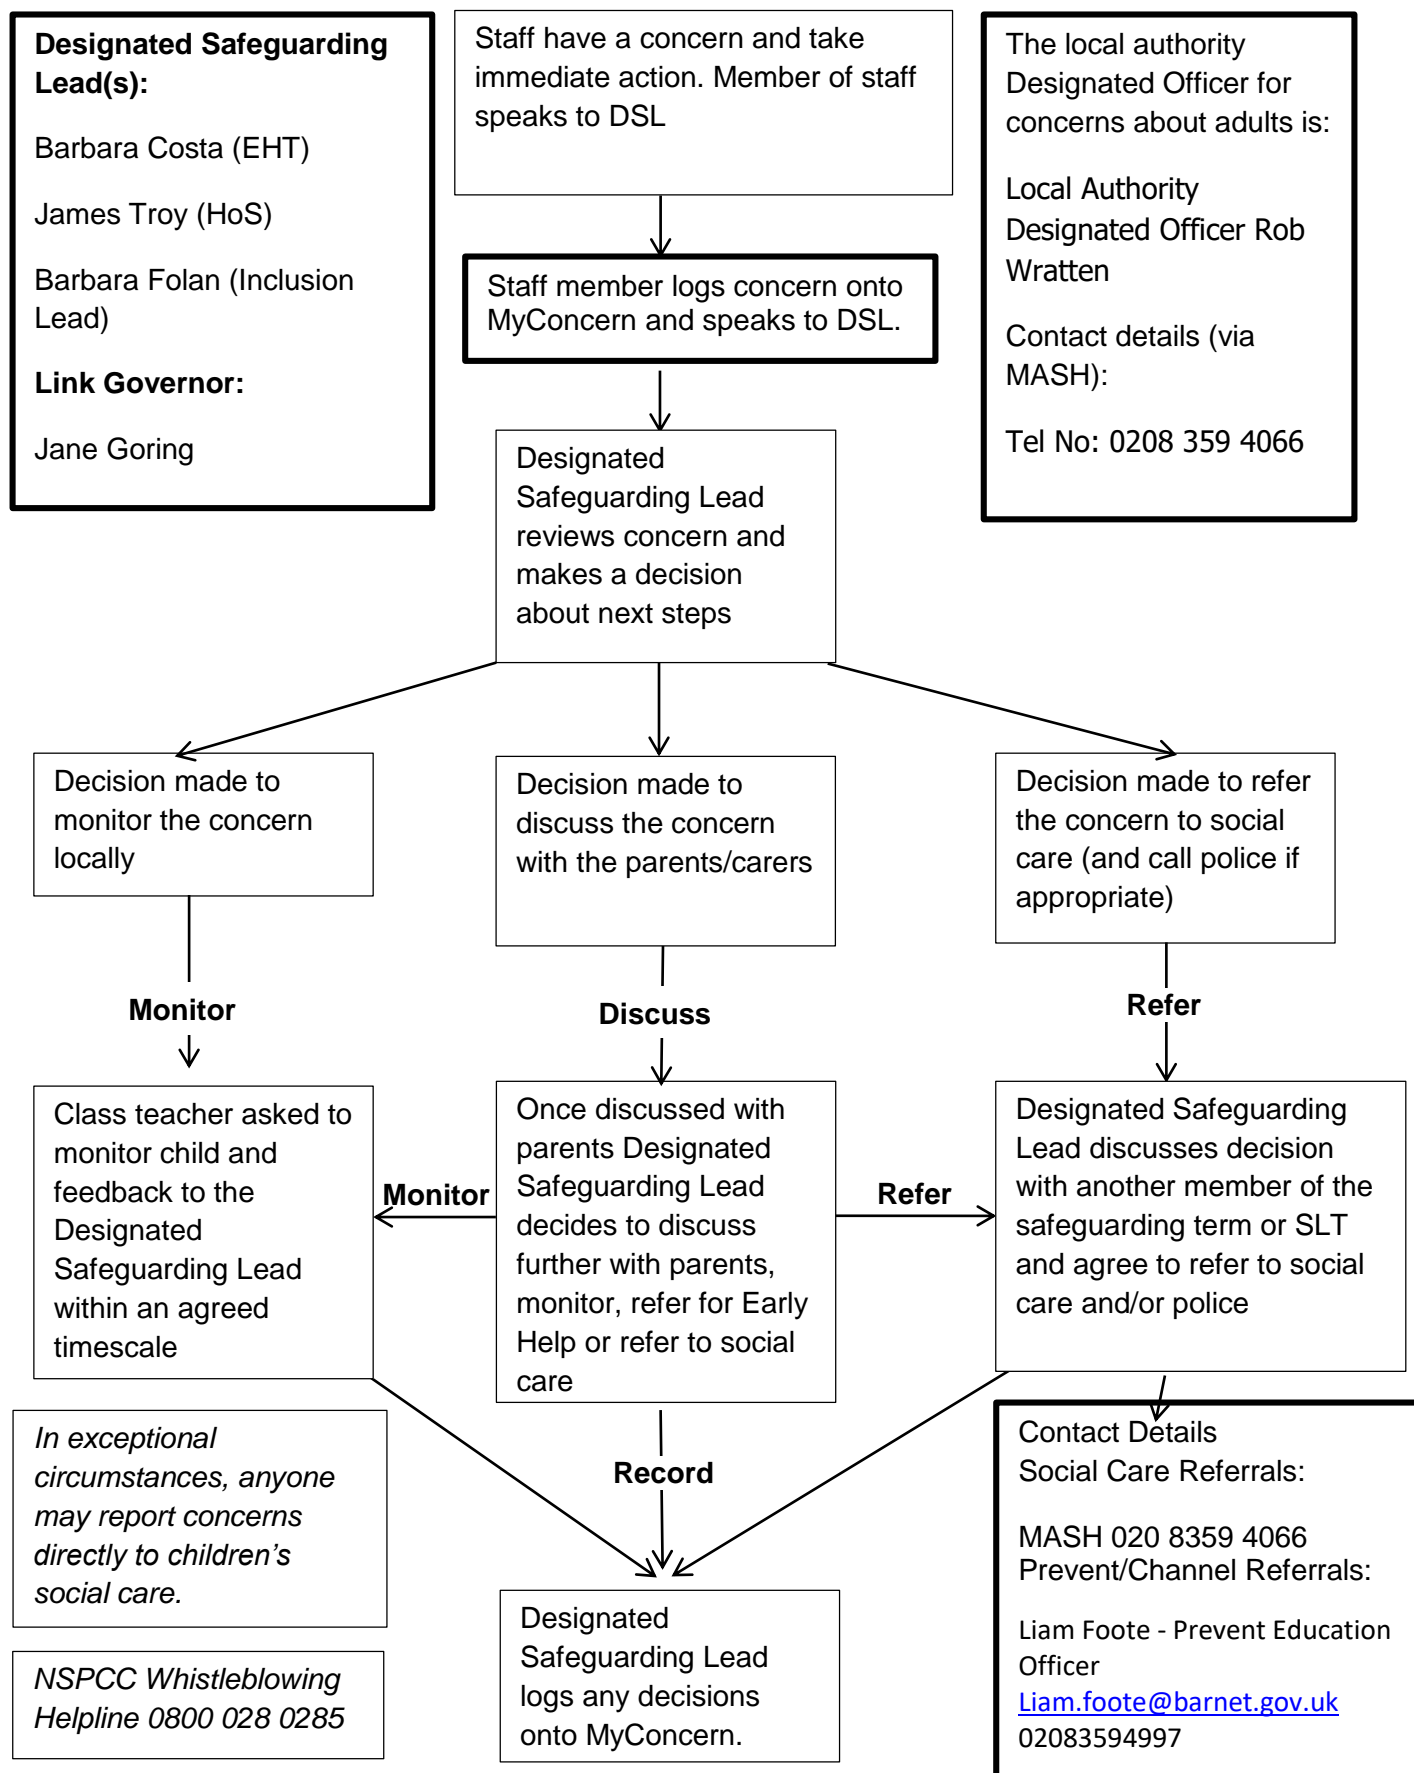 Designated Safeguarding
Lead(s):
Barbara Costa (EHT)
James Troy (HoS)
Barbara Folan (Inclusion
Lead)
Link Governor:
Jane Goring
Staff have a concern and take
immediate action. Member of staff
speaks to DSL
The local authority
Designated Officer for
concerns about adults is:
Local Authority
Designated Officer Rob
Wratten
Contact details (via
MASH):
Tel No: 0208 359 4066
Staff member logs concern onto
MyConcern and speaks to DSL.
Designated
Safeguarding Lead
reviews concern and
makes a decision
about next steps
Decision made to
monitor the concern
locally
Decision made to
discuss the concern
with the parents/carers
Decision made to refer
the concern to social
care (and call police if
appropriate)
Monitor
Discuss
Refer
Class teacher asked to
monitor child and
feedback to the
Designated
Safeguarding Lead
within an agreed
timescale
Monitor
Once discussed with
parents Designated
Safeguarding Lead
decides to discuss
further with parents,
monitor, refer for Early
Help or refer to social
care
Refer
Designated Safeguarding
Lead discusses decision
with another member of the
safeguarding term or SLT
and agree to refer to social
care and/or police
In exceptional
circumstances, anyone
may report concerns
directly to children’s
social care.
Record
Contact Details
Social Care Referrals:
MASH 020 8359 4066
Prevent/Channel Referrals:
Liam Foote - Prevent Education
Officer
Liam.foote@barnet.gov.uk
02083594997
NSPCC Whistleblowing
Helpline 0800 028 0285
Designated
Safeguarding Lead
logs any decisions
onto MyConcern.